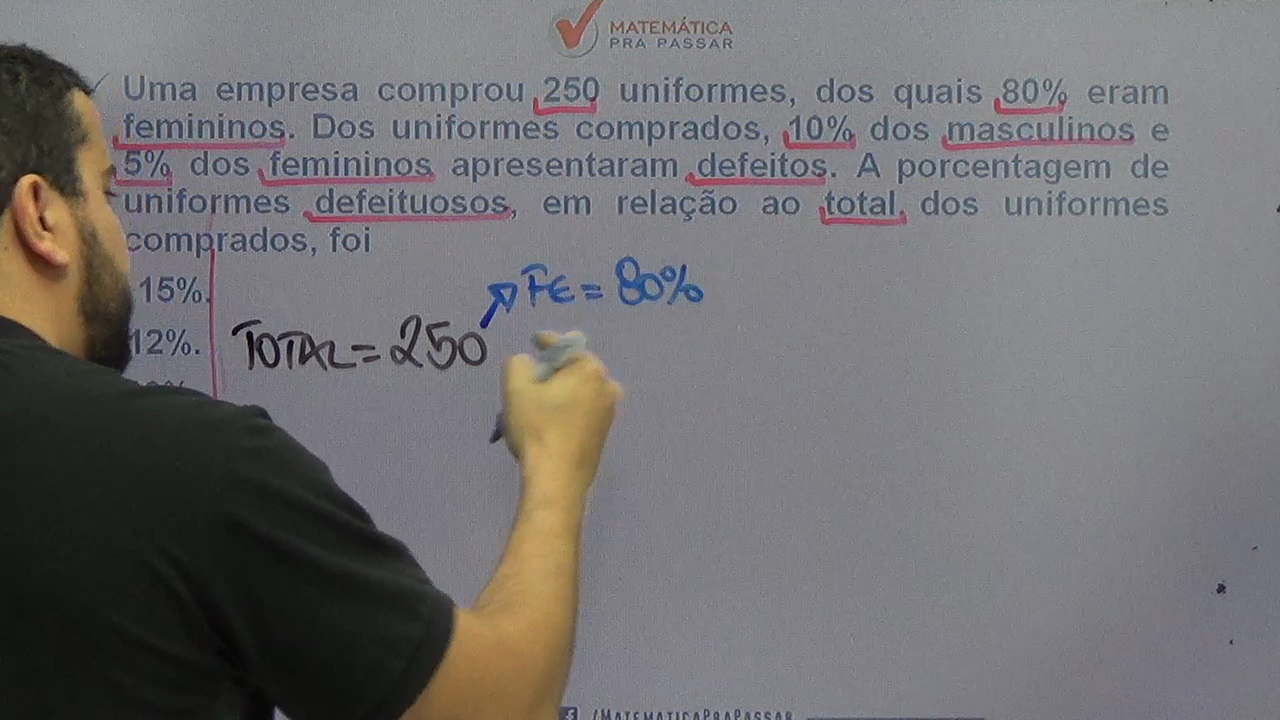 MATEMÁTICA
PRA PASSAR
Uma empresa comprou 250 uniformes, dos quais 80% eram
femininos. Dos uniformes comprados, 10% dos masculinos e
5% dos femininos apresentaram defeitos. A porcentagem de
uniformes defeituosos, em relação ao total dos uniformes
comprados, foi
15%.
FE = 80%
12%.
TOTAL = 250
/MATEMATICAPRAPASSAR